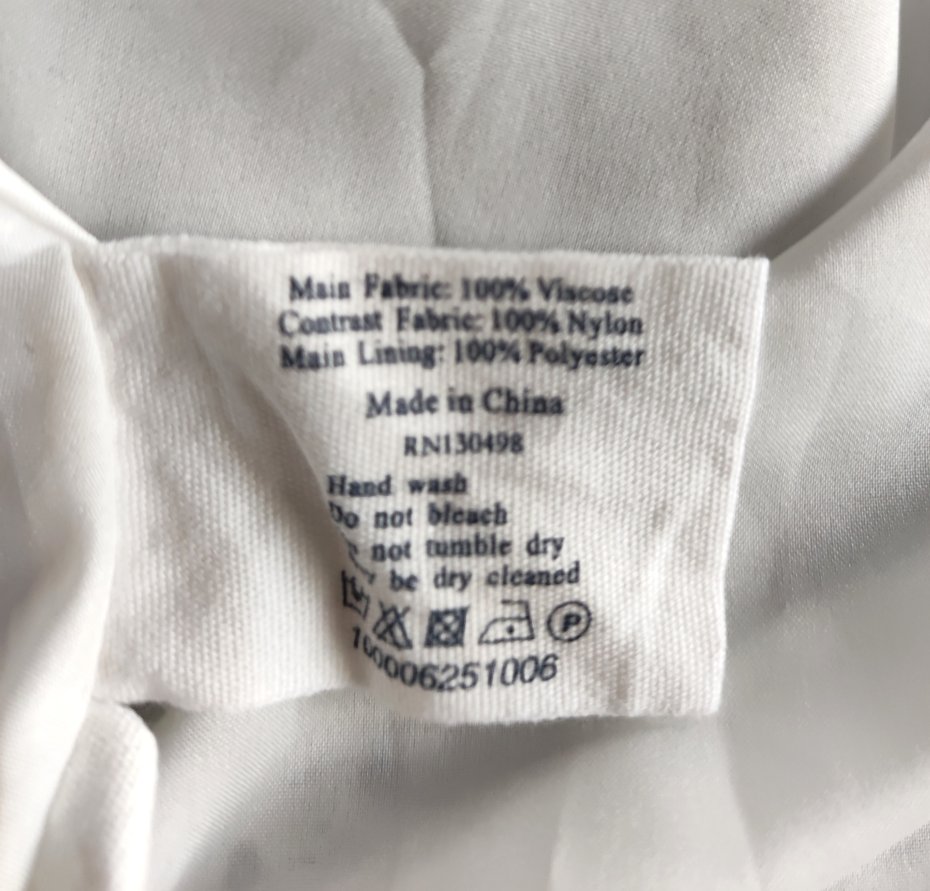 Main Fabric: 100% Viscose
Contrast Fabric: 100% Nylon
Main Lining: 100% Polyester
Made in China
RN130498
Hand wash
Do not bleach
not tumble dry
be dry cleaned
P